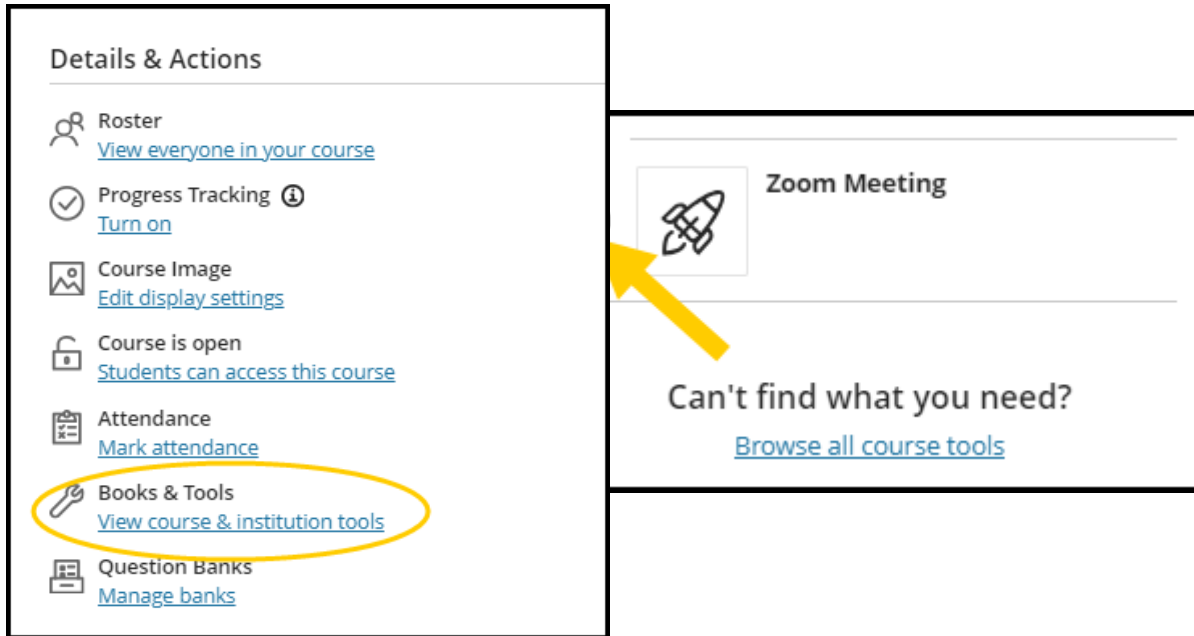 Details & Actions
Roster
View everyone in your course
Progress Tracking
Turn on
Course Image
Edit display settings
Course is open
Students can access this course
Attendance
Mark attendance
Books & Tools
View course & institution tools
Question Banks
Manage banks
Zoom Meeting
Can't find what you need?
Browse all course tools